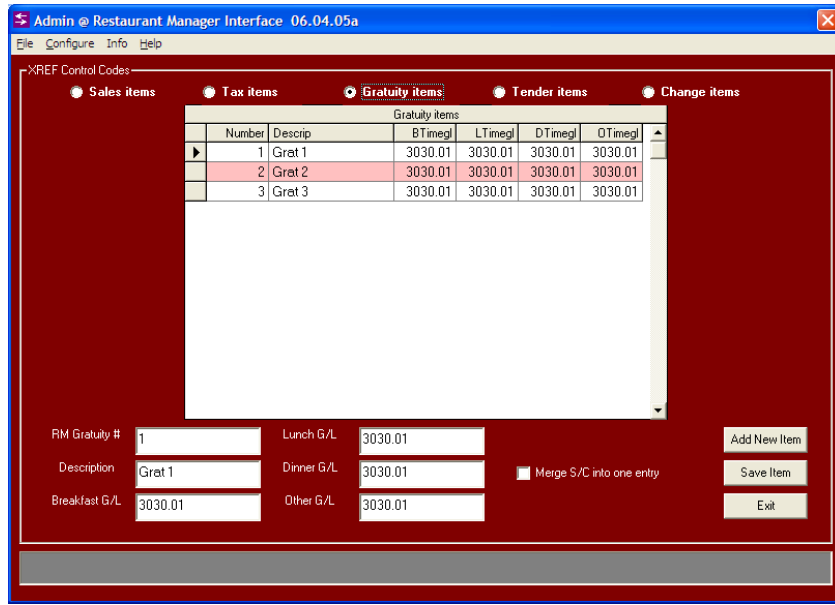 Admin @ Restaurant Manager Interface 06.04.05a
File Configure Info Help
XREF Control Codes
Sales items Tax items Gratuity items Tender items Change items
Gratuity items
Number Descrip BTimegl LTimegl DTimegl OTimegl
1 Grat 1 3030.01 3030.01 3030.01 3030.01
2 Grat 2 3030.01 3030.01 3030.01 3030.01
3 Grat 3 3030.01 3030.01 3030.01 3030.01
RM Gratuity # 1 Lunch G/L 3030.01 Add New Item
Description Grat 1 Dinner G/L 3030.01 Merge S/C into one entry Save Item
Breakfast G/L 3030.01 Other G/L 3030.01 Exit